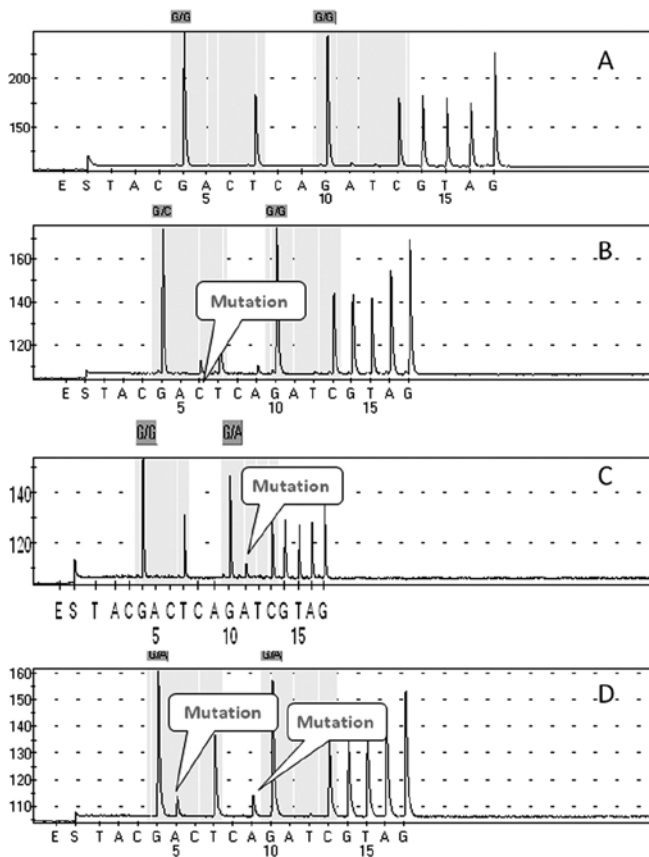 G/G G/G
A
200
150
E S T A C G A C T C A G A T C G T A G
5 10 15
G/C G/G
B
160
140
120
Mutation
E S T A C G A C T C A G A T C G T A G
5 10 15
G/G G/A
C
140
120
Mutation
E S T A C G A C T C A G A T C G T A G
5 10 15
G/A G/A
D
160
150
140
130
120
110
Mutation
Mutation
E S T A C G A C T C A G A T C G T A G
5 10 15